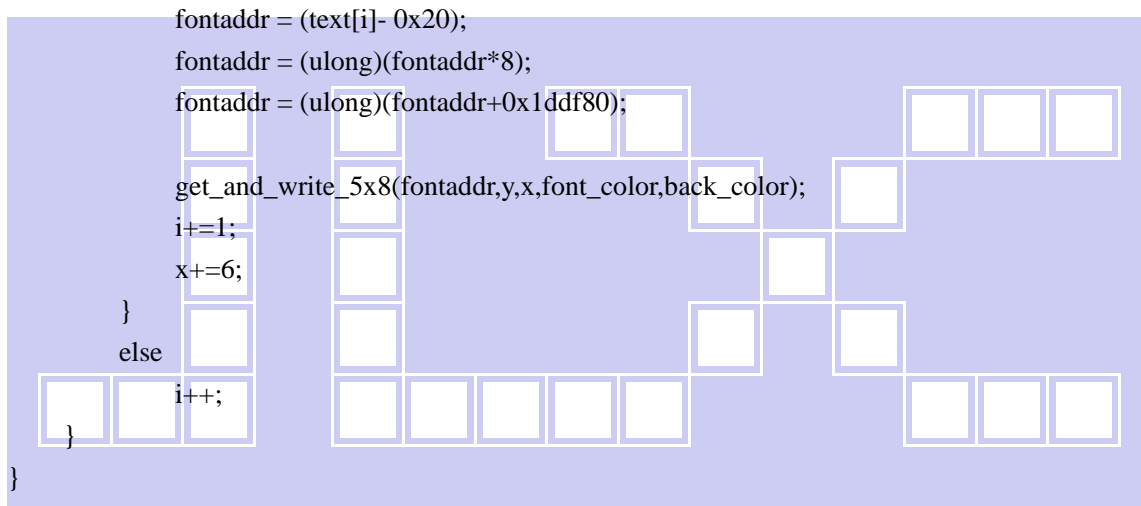 fontaddr = (text[i]- 0x20);
fontaddr = (ulong)(fontaddr*8);
fontaddr = (ulong)(fontaddr+0x1ddf80);
get_and_write_5x8(fontaddr,y,x,font_color,back_color);
i+=1;
x+=6;
}
else
i++;
}
}